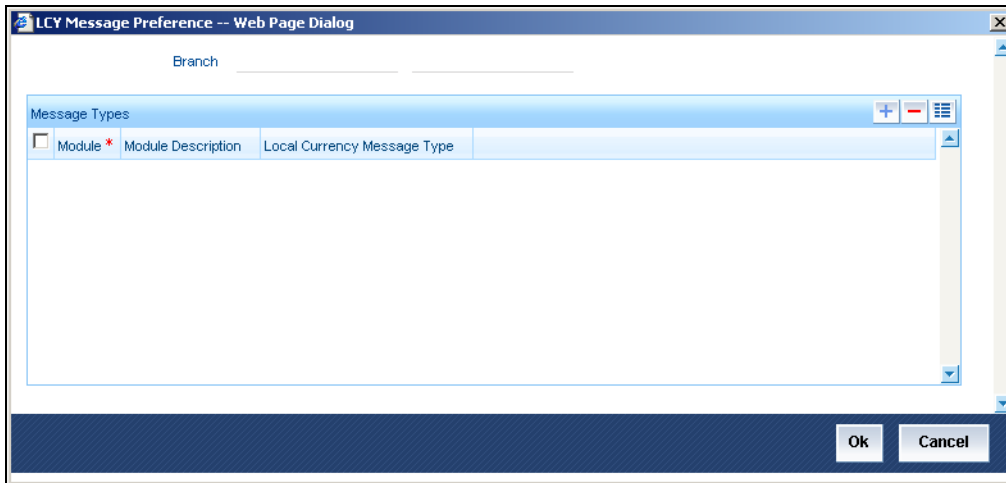 LCY Message Preference -- Web Page Dialog
Branch
Message Types
Module * Module Description Local Currency Message Type
Ok Cancel